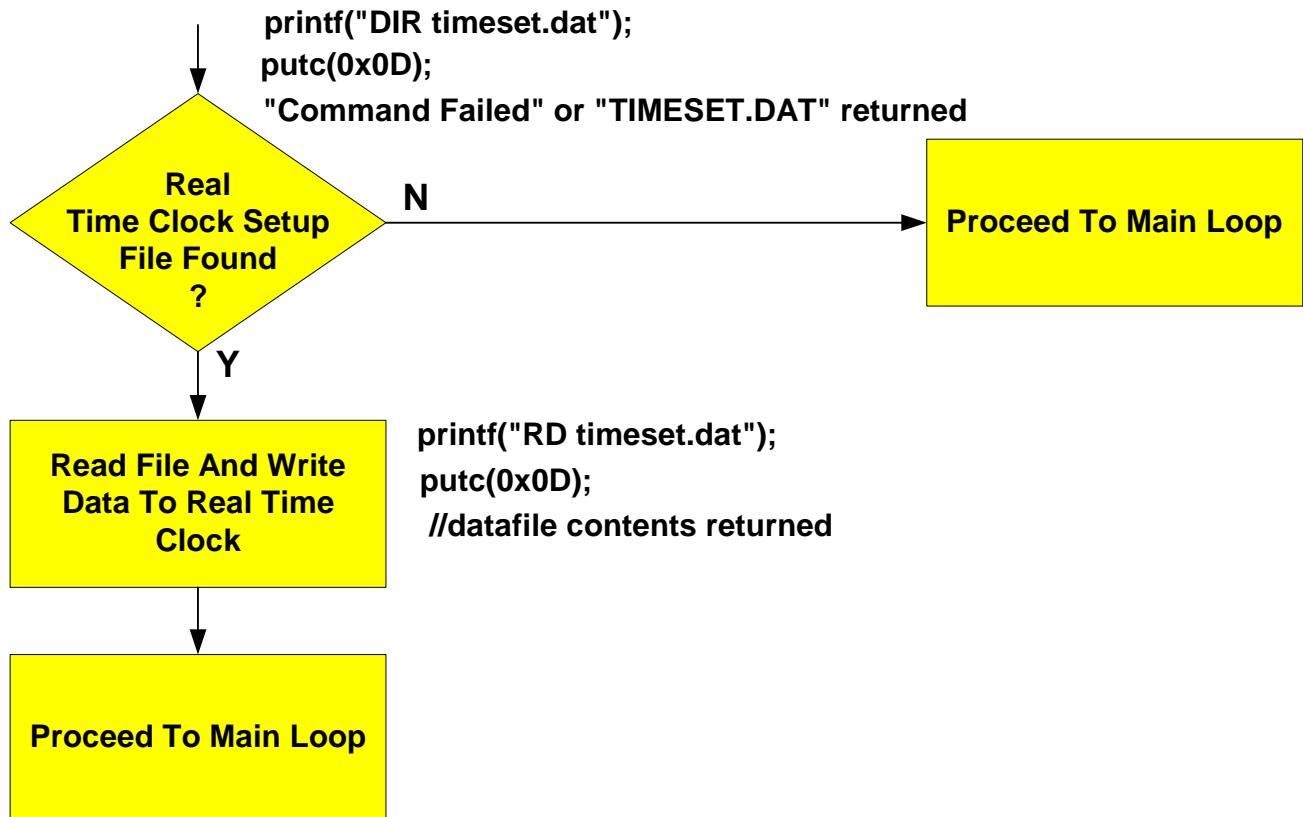 printf("DIR timeset.dat");
putc(0x0D);
"Command Failed" or "TIMESET.DAT" returned
Real
Time Clock Setup
File Found
?
N
Proceed To Main Loop
Y
Read File And Write
Data To Real Time
Clock
printf("RD timeset.dat");
putc(0x0D);
//datafile contents returned
Proceed To Main Loop